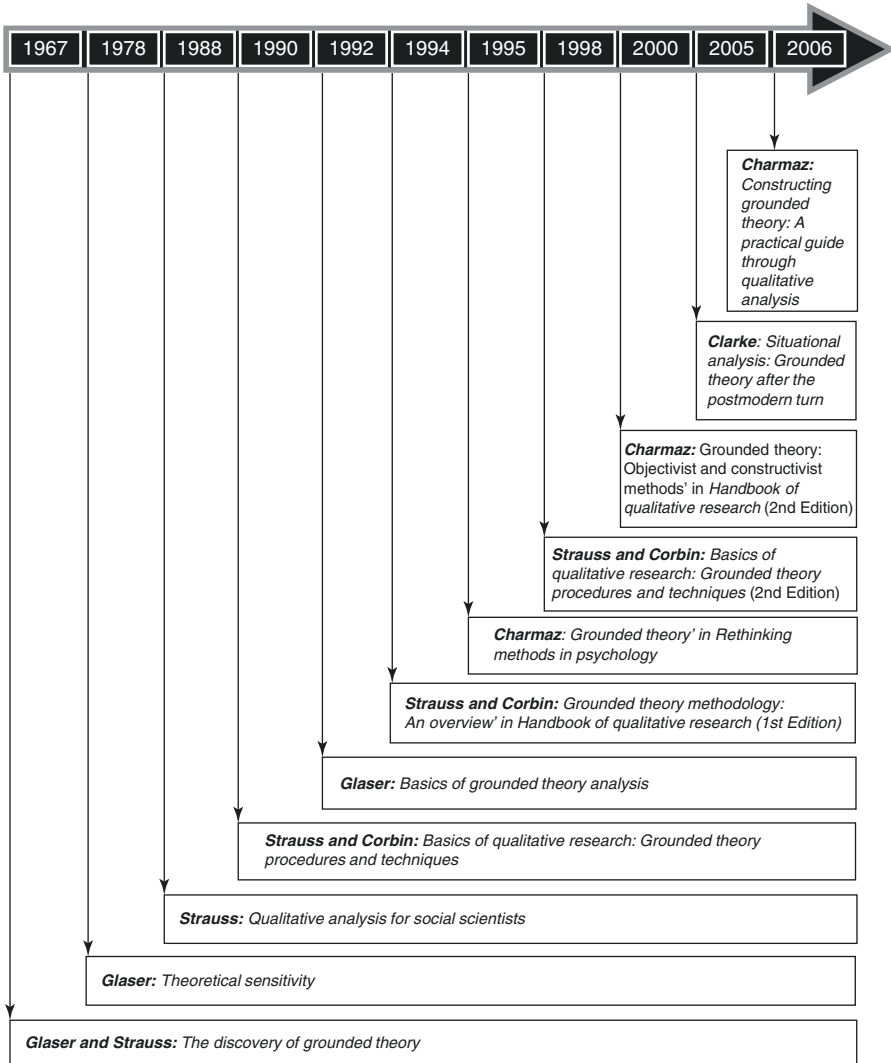 1967 1978 1988 1990 1992 1994 1995 1998 2000 2005 2006
Charmaz:
Constructing
grounded
theory: A
practical guide
through
qualitative
analysis
Clarke: Situational
analysis: Grounded
theory after the
postmodern turn
Charmaz: Grounded theory:
Objectivist and constructivist
methods' in Handbook of
qualitative research (2nd Edition)
Strauss and Corbin: Basics of
qualitative research: Grounded theory
procedures and techniques (2nd Edition)
Charmaz: Grounded theory' in Rethinking
methods in psychology
Strauss and Corbin: Grounded theory methodology:
An overview' in Handbook of qualitative research (1st Edition)
Glaser: Basics of grounded theory analysis
Strauss and Corbin: Basics of qualitative research: Grounded theory
procedures and techniques
Strauss: Qualitative analysis for social scientists
Glaser: Theoretical sensitivity
Glaser and Strauss: The discovery of grounded theory